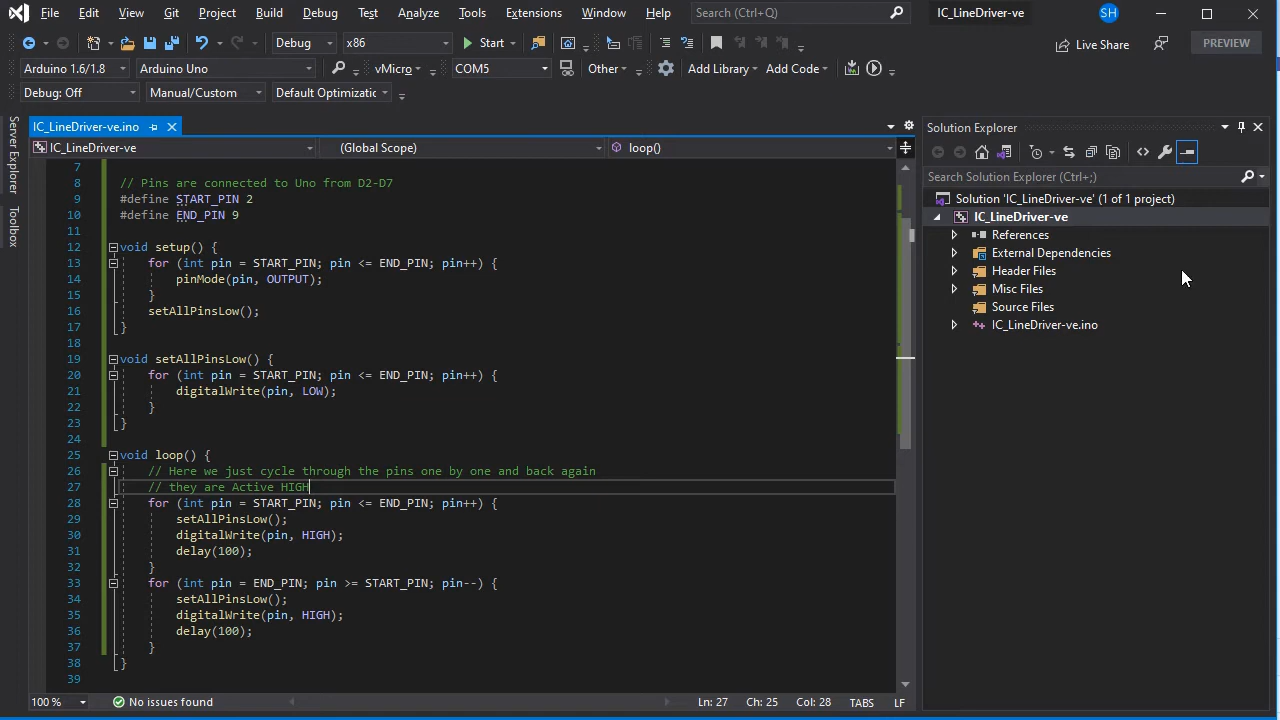 File Edit View Git Project Build Debug Test Analyze Tools Extensions Window Help Search (Ctrl+Q) IC_LineDriver-ve SH
Debug x86 Start Live Share PREVIEW
Arduino 1.6/1.8 Arduino Uno vMicro COM5 Other Add Library Add Code
Debug: Off Manual/Custom Default Optimizatic
Server Explorer
Toolbox
IC_LineDriver-ve.ino
IC_LineDriver-ve (Global Scope) loop()
7
8 // Pins are connected to Uno from D2-D7
9 #define START_PIN 2
10 #define END_PIN 9
11
12 void setup() {
13 for (int pin = START_PIN; pin <= END_PIN; pin++) {
14 pinMode(pin, OUTPUT);
15 }
16 setAllPinsLow();
17 }
18
19 void setAllPinsLow() {
20 for (int pin = START_PIN; pin <= END_PIN; pin++) {
21 digitalWrite(pin, LOW);
22 }
23 }
24
25 void loop() {
26 // Here we just cycle through the pins one by one and back again
27 // they are Active HIGH
28 for (int pin = START_PIN; pin <= END_PIN; pin++) {
29 setAllPinsLow();
30 digitalWrite(pin, HIGH);
31 delay(100);
32 }
33 for (int pin = END_PIN; pin >= START_PIN; pin--) {
34 setAllPinsLow();
35 digitalWrite(pin, HIGH);
36 delay(100);
37 }
38 }
39
100 % No issues found Ln: 27 Ch: 25 Col: 28 TABS LF
Solution Explorer
Search Solution Explorer (Ctrl+;)
Solution 'IC_LineDriver-ve' (1 of 1 project)
IC_LineDriver-ve
References
External Dependencies
Header Files
Misc Files
Source Files
IC_LineDriver-ve.ino